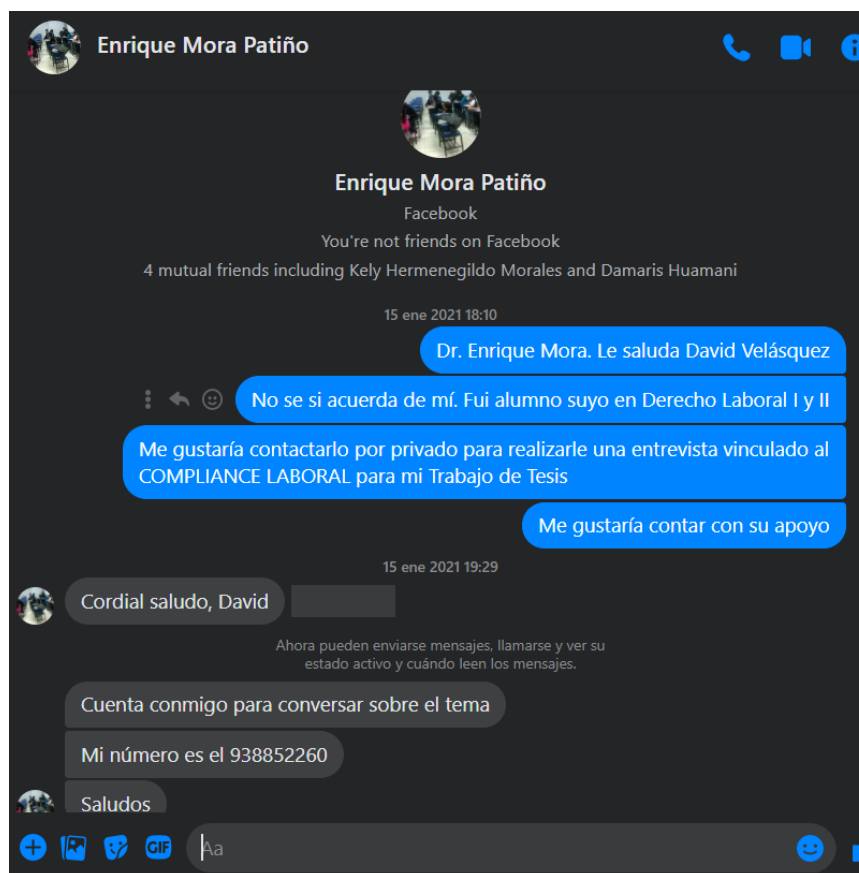 Enrique Mora Patiño
Enrique Mora Patiño
Facebook
You're not friends on Facebook
4 mutual friends including Kely Hermenegildo Morales and Damaris Huamani
15 ene 2021 18:10
Dr. Enrique Mora. Le saluda David Velásquez
No se si acuerda de mí. Fui alumno suyo en Derecho Laboral I y II
Me gustaría contactarlo por privado para realizarle una entrevista vinculado al
COMPLIANCE LABORAL para mi Trabajo de Tesis
Me gustaría contar con su apoyo
15 ene 2021 19:29
Cordial saludo, David
Ahora pueden enviarse mensajes, llamarse y ver su
estado activo y cuándo leen los mensajes.
Cuenta conmigo para conversar sobre el tema
Mi número es el 938852260
Saludos
GIF
Aa